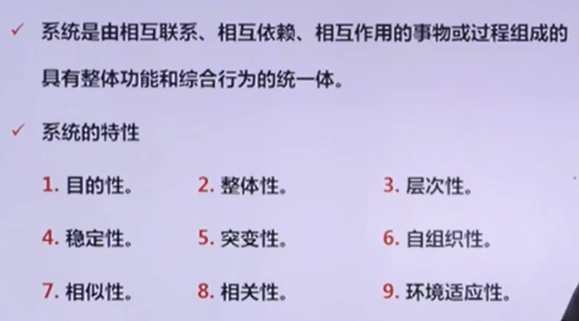 ✓ 系统是由相互联系、相互依赖、相互作用的事物或过程组成的
具有整体功能和综合行为的统一体。
✓ 系统的特性
1. 目的性。 2. 整体性。 3. 层次性。
4. 稳定性。 5. 突变性。 6. 自组织性。
7. 相似性。 8. 相关性。 9. 环境适应性。